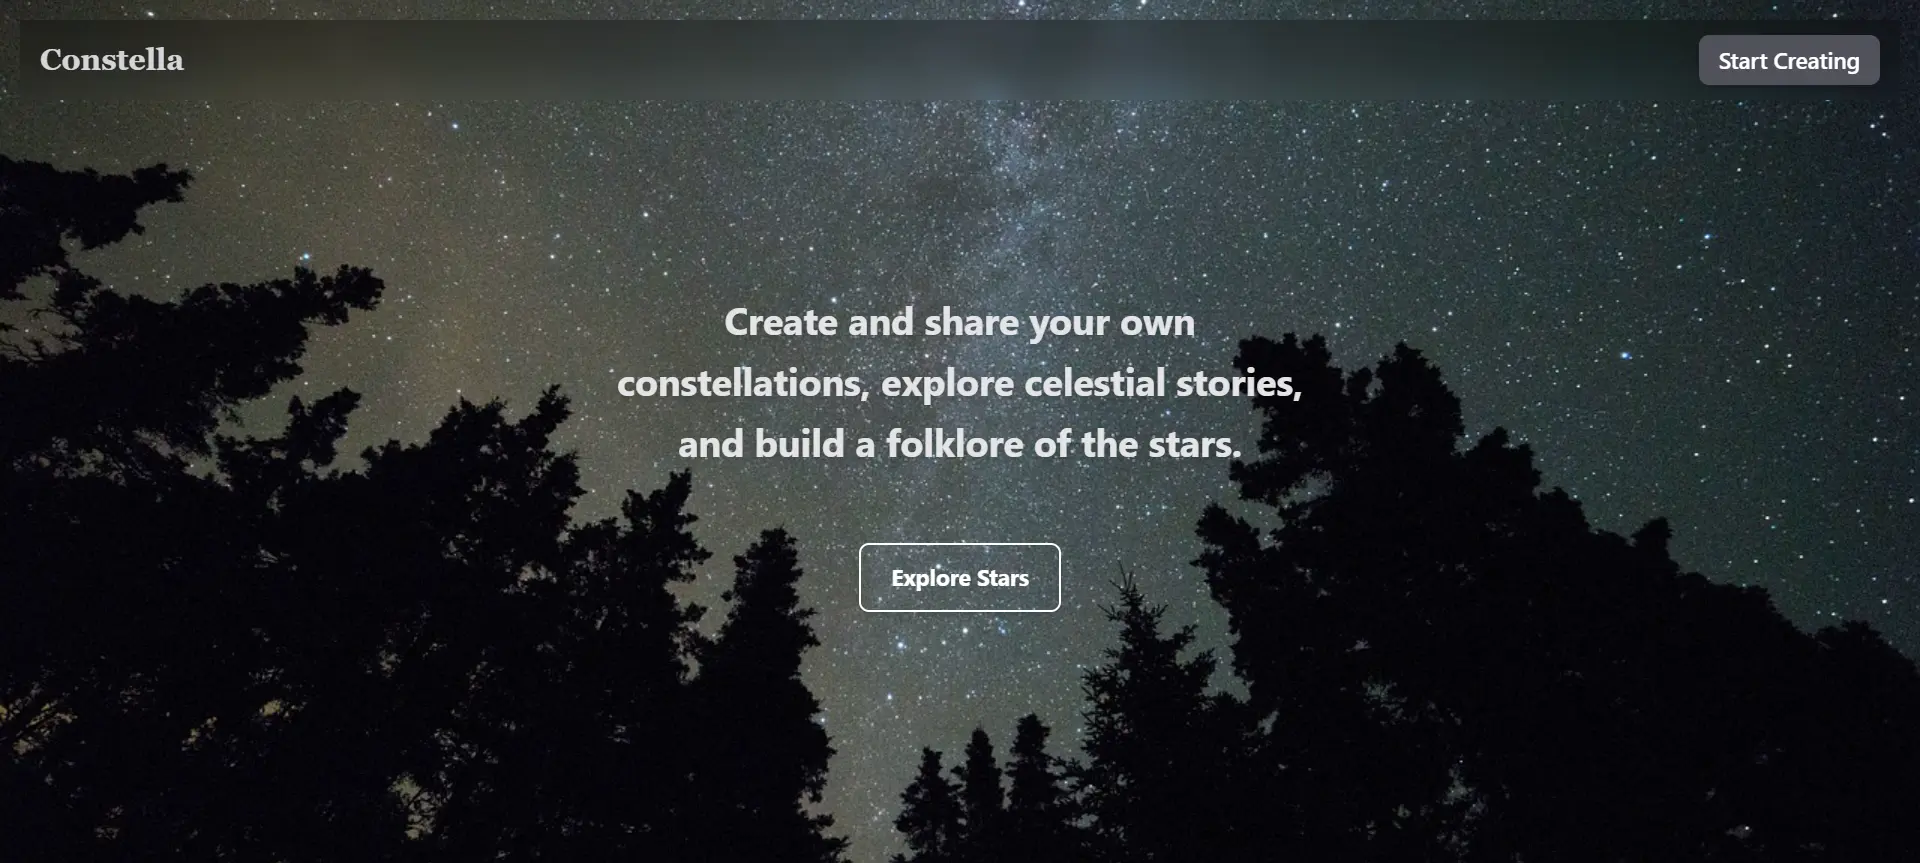 Constella
Start Creating
Create and share your own
constellations, explore celestial stories,
and build a folklore of the stars.
Explore Stars